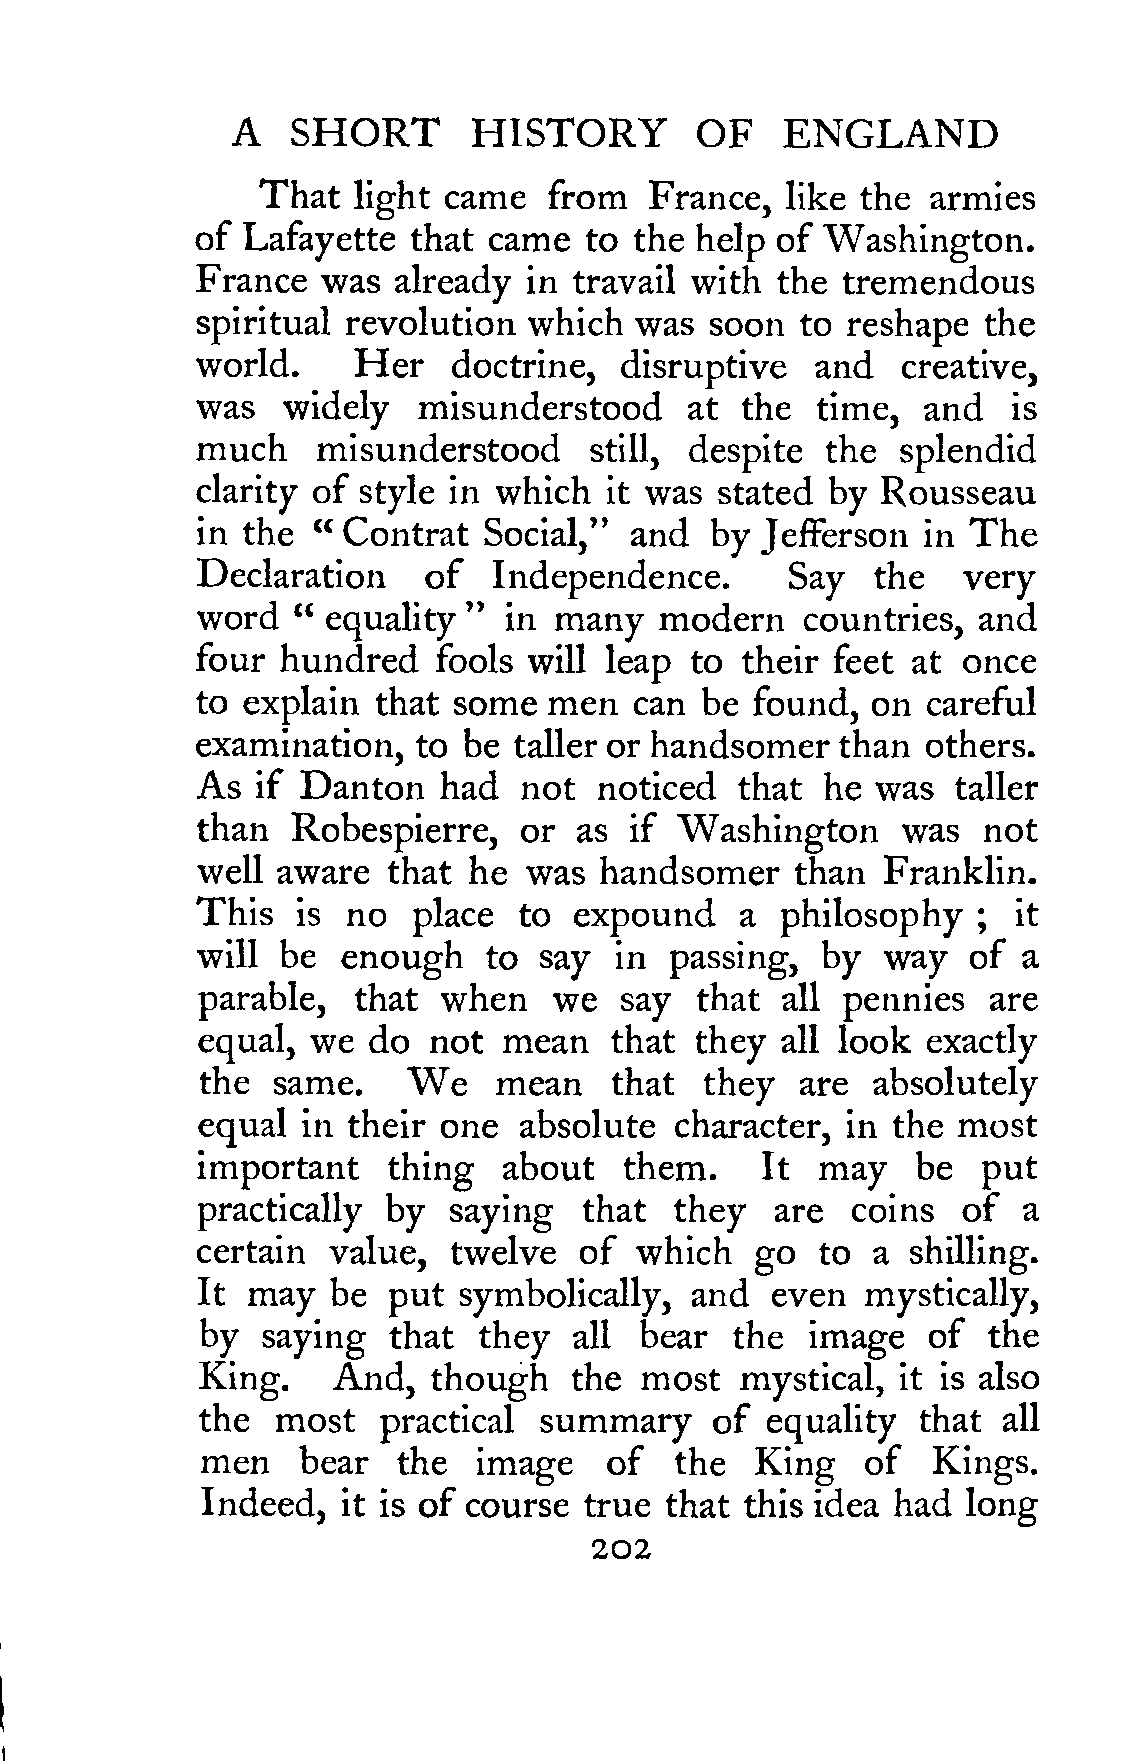 A SHORT HISTORY OF ENGLAND
That light came from France, like the armies
of Lafayette that came to the help of Washington.
France was already in travail with the tremendous
spiritual revolution which was soon to reshape the
world. Her doctrine, disruptive and creative,
was widely misunderstood at the time, and is
much misunderstood still, despite the splendid
clarity of style in which it was stated by Rousseau
in the “ Contrat Social,” and by Jefferson in The
Declaration of Independence. Say the very
word “ equality ” in many modern countries, and
four hundred fools will leap to their feet at once
to explain that some men can be found, on careful
examination, to be taller or handsomer than others.
As if Danton had not noticed that he was taller
than Robespierre, or as if Washington was not
well aware that he was handsomer than Franklin.
This is no place to expound a philosophy ; it
will be enough to say in passing, by way of a
parable, that when we say that all pennies are
equal, we do not mean that they all look exactly
the same. We mean that they are absolutely
equal in their one absolute character, in the most
important thing about them. It may be put
practically by saying that they are coins of a
certain value, twelve of which go to a shilling.
It may be put symbolically, and even mystically,
by saying that they all bear the image of the
King. And, though the most mystical, it is also
the most practical summary of equality that all
men bear the image of the King of Kings.
Indeed, it is of course true that this idea had long
202